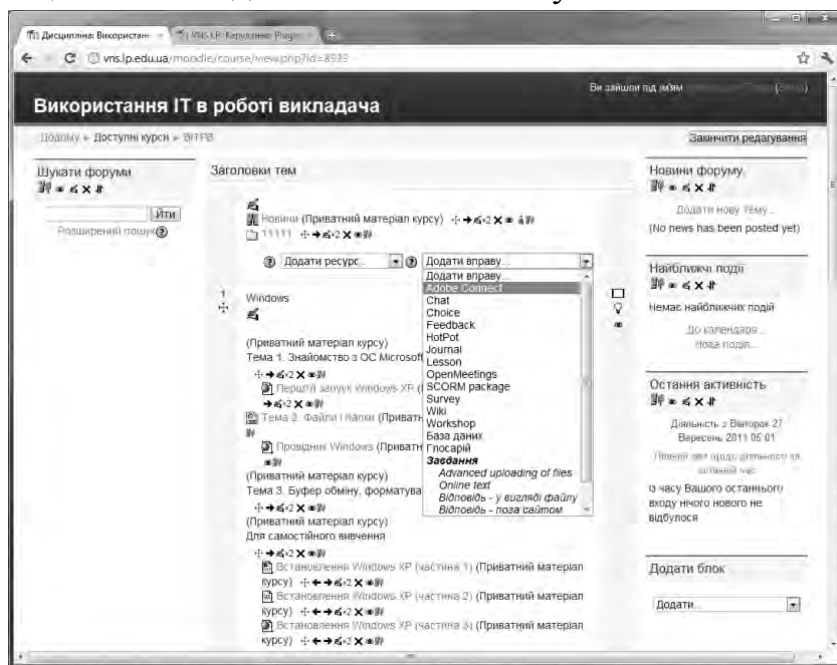 Дисципліна: Використанн
VNS LP: Керування: Plugin
vns.lp.edu.ua/moodle/course/view.php?id=8939
Ви зайшли під ім'ям
Використання ІТ в роботі викладача
Додому ► Доступні курси ► ВІТРВ
Закінчити редагування
Шукати форуми
Йти
Розширений пошук
Заголовки тем
Новини (Приватний матеріал курсу)
11111
Додати ресурс...
Додати вправу...
Додати вправу...
Adobe Connect
Chat
Choice
Feedback
HotPot
Journal
Lesson
OpenMeetings
SCORM package
Survey
Wiki
Workshop
База даних
Глосарій
Завдання
Advanced uploading of files
Online text
Відповідь - у вигляді файлу
Відповідь - поза сайтом
1
Windows
(Приватний матеріал курсу)
Тема 1. Знайомство з ОС Microsoft
Перший запуск Windows XP (
Тема 2. Файли і папки (Приватн
Провідник Windows (Приватн
(Приватний матеріал курсу)
Тема 3. Буфер обміну, форматува
(Приватний матеріал курсу)
Для самостійного вивчення
Встановлення Windows XP (частина 1) (Приватний матеріал
курсу)
Встановлення Windows XP (частина 2) (Приватний матеріал
курсу)
Встановлення Windows XP (частина 3) (Приватний матеріал
курсу)
Новини форуму
Додати нову тему...
(No news has been posted yet)
Найближчі події
Немає найближчих подій
До календаря...
Нова подія...
Остання активність
Діяльність з Вівторок 27
Вересень 2011 05:01
Повний звіт щодо діяльності за
останній час
Із часу Вашого останнього
входу нічого нового не
відбулося
Додати блок
Додати...